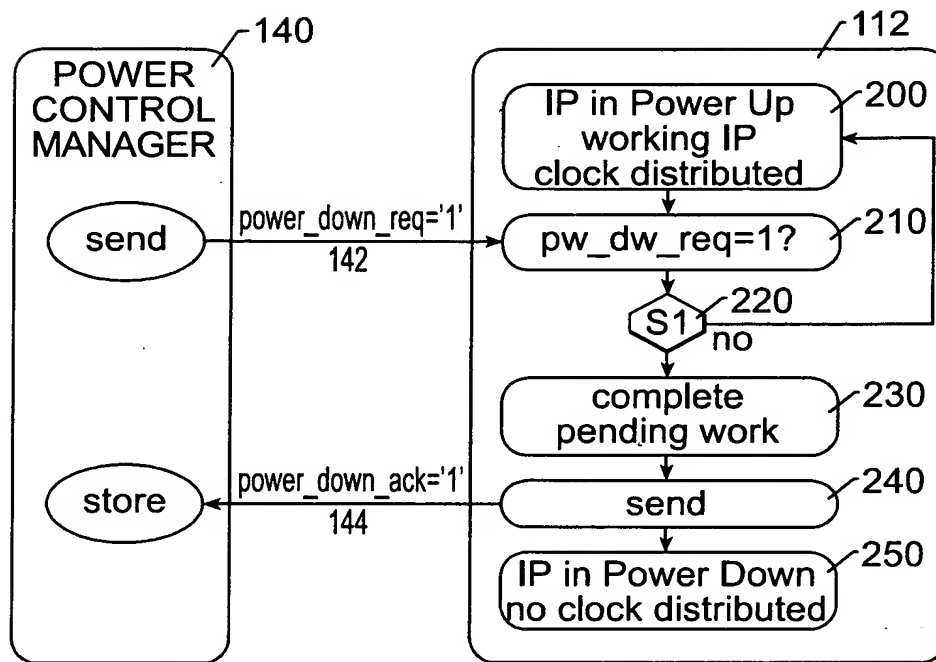 140
POWER
CONTROL
MANAGER
send
power_down_req='1'
142
store
power_down_ack='1'
144
112
IP in Power Up
working IP
clock distributed
200
pw_dw_req=1?
210
S1
220
no
complete
pending work
230
send
240
IP in Power Down
no clock distributed
250